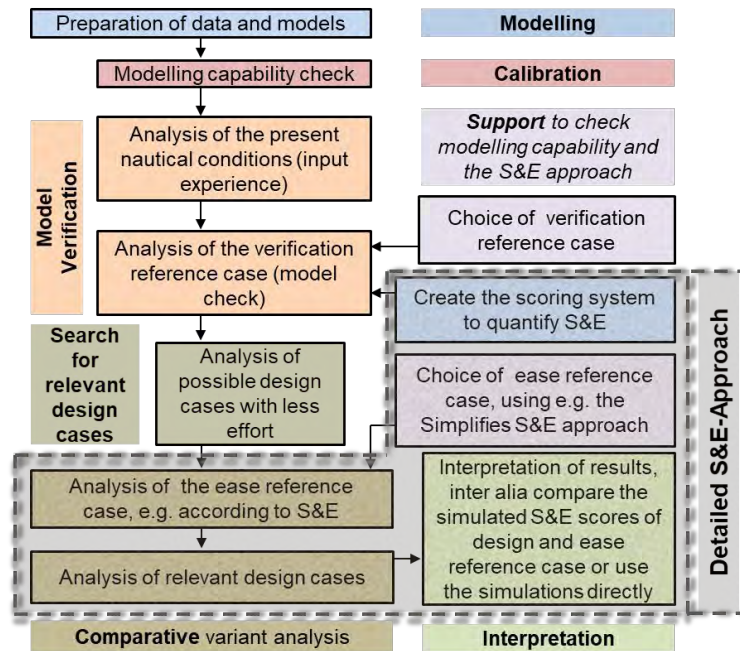 Preparation of data and models
Modelling
Modelling capability check
Calibration
Model
Verification
Analysis of the present
nautical conditions (input
experience)
Support to check
modelling capability and
the S&E approach
Choice of verification
reference case
Analysis of the verification
reference case (model
check)
Create the scoring system
to quantify S&E
Search
for
relevant
design
cases
Analysis of
possible design
cases with less
effort
Choice of ease reference
case, using e.g. the
Simplifies S&E approach
Detailed S&E-Approach
Analysis of the ease reference
case, e.g. according to S&E
Interpretation of results,
inter alia compare the
simulated S&E scores of
design and ease
reference case or use
the simulations directly
Analysis of relevant design cases
Comparative variant analysis
Interpretation